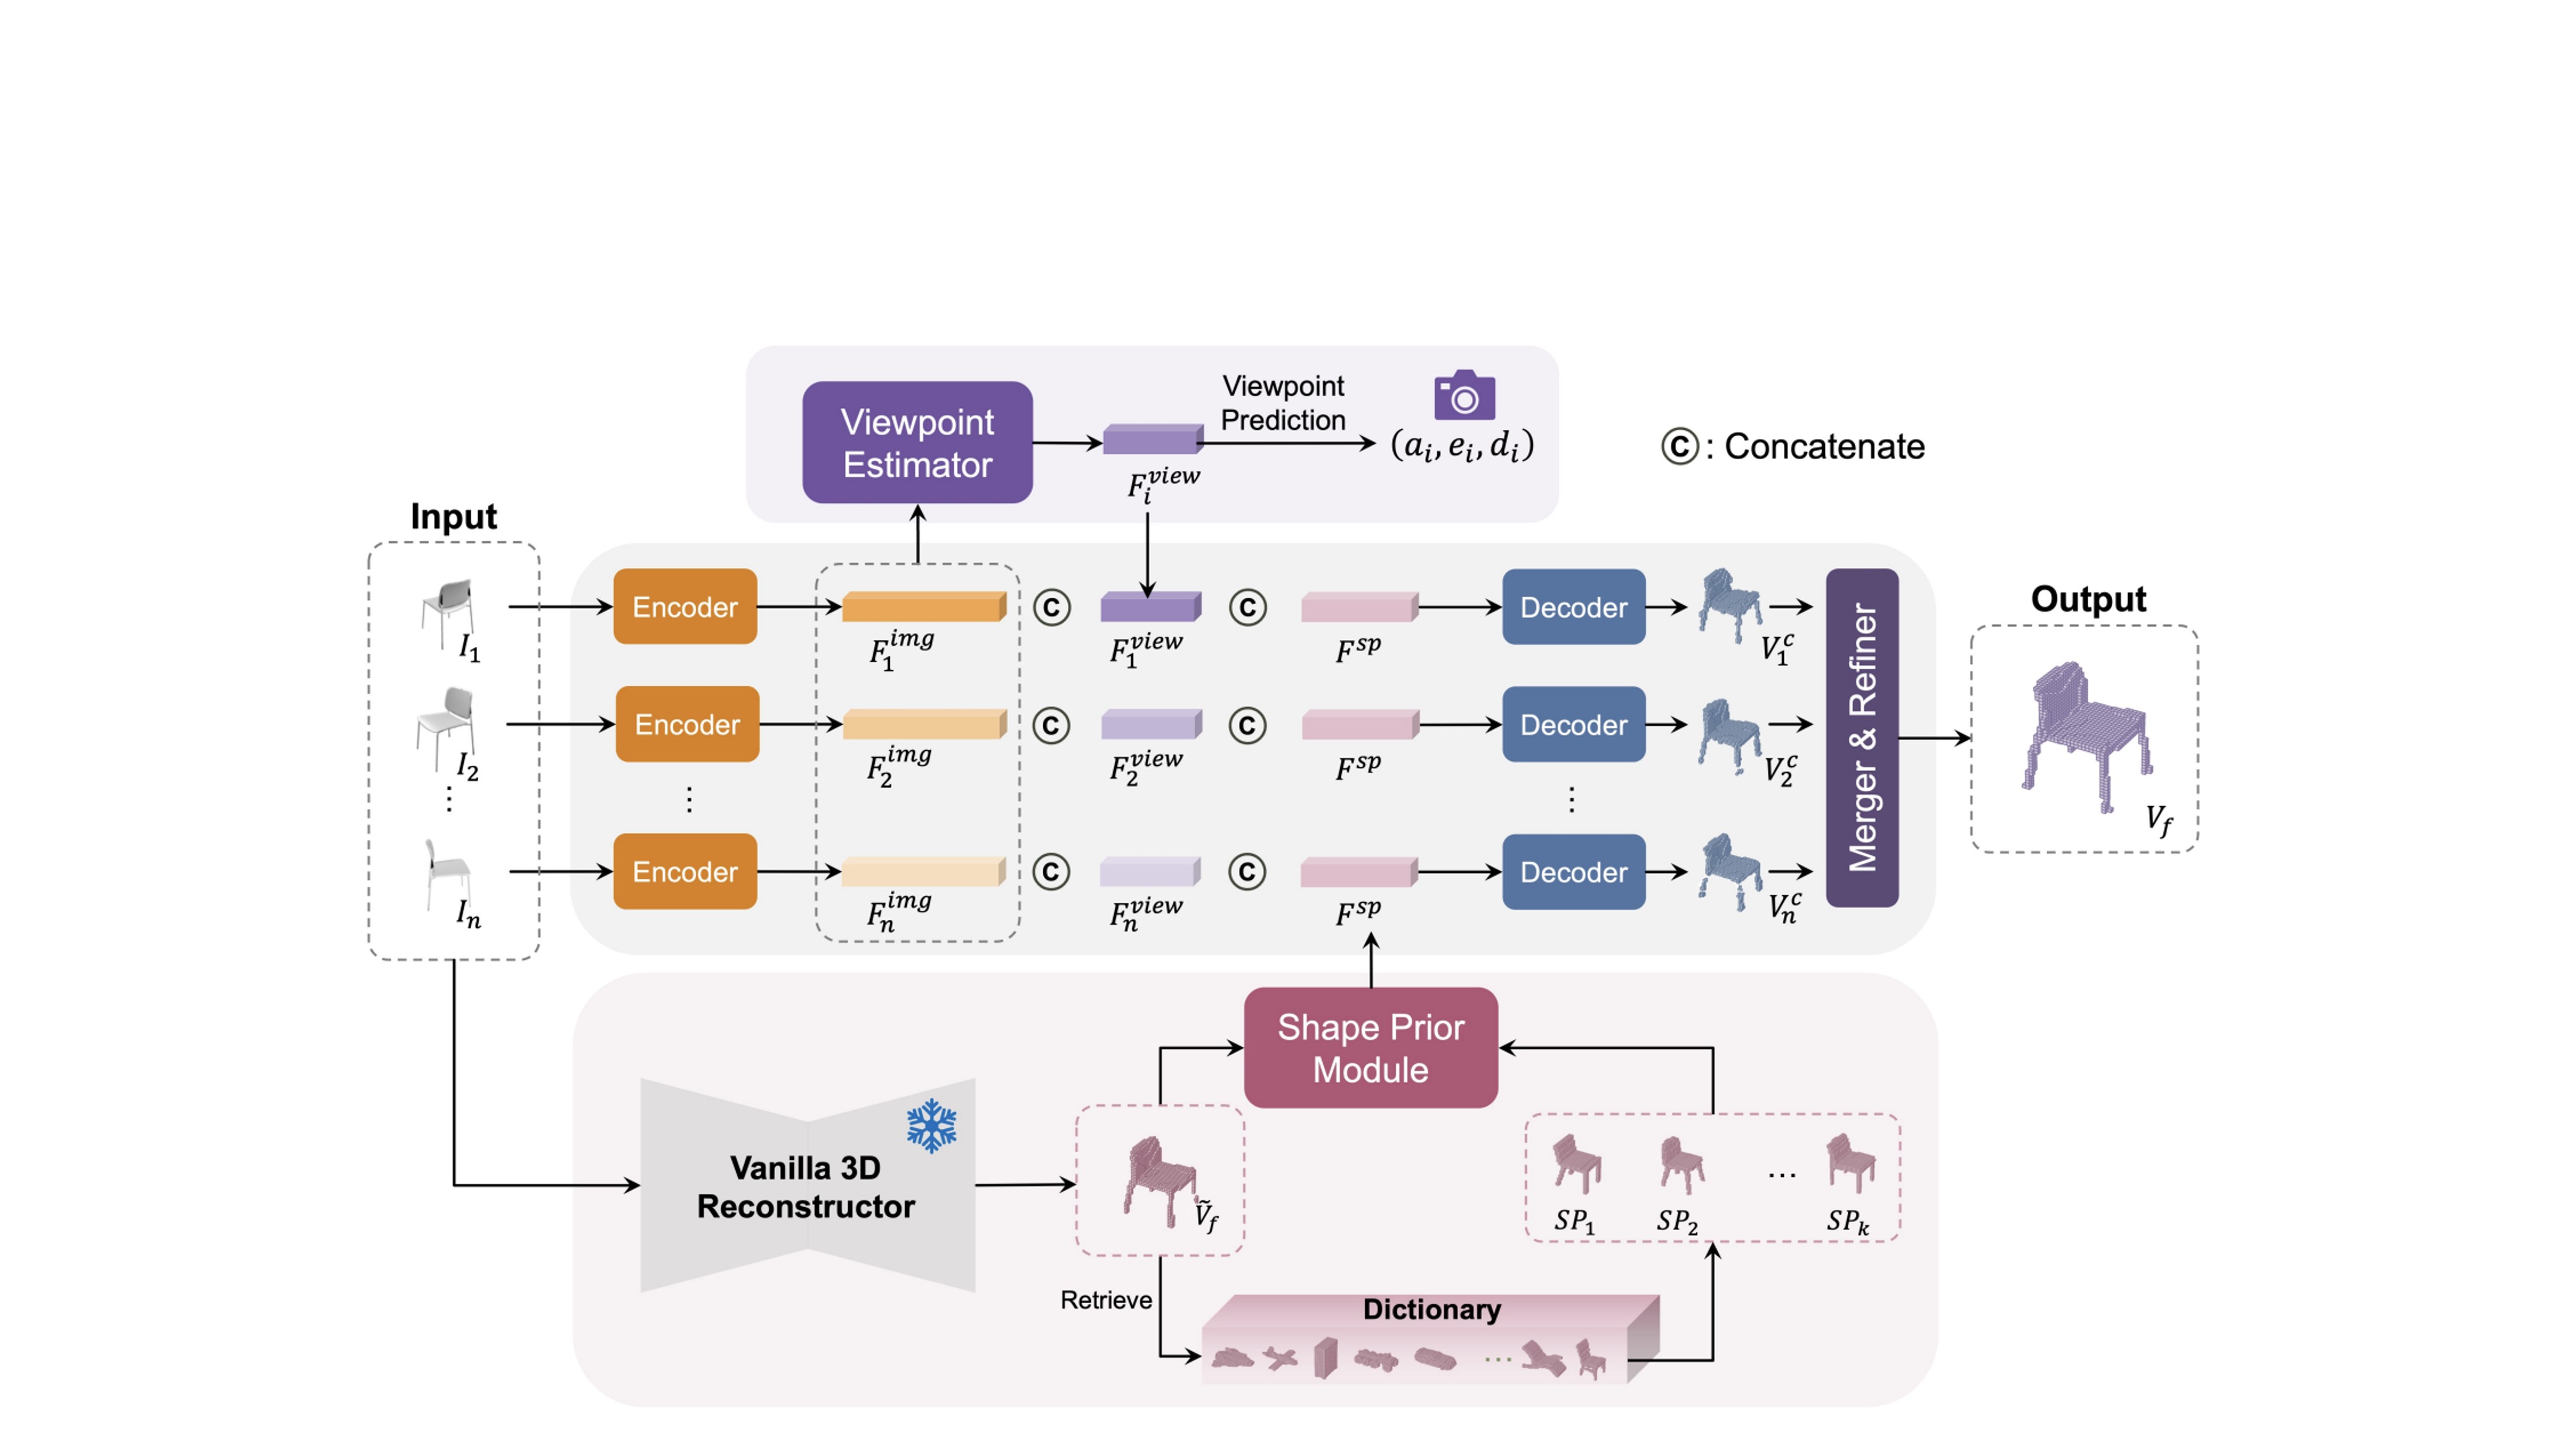 Viewpoint
Estimator
F_i^{view}
Viewpoint
Prediction
(a_i, e_i, d_i)
C : Concatenate
Input
I_1
I_2
⋮
I_n
Encoder
Encoder
⋮
Encoder
F_1^{img}
F_2^{img}
F_n^{img}
C
C
C
F_1^{view}
F_2^{view}
F_n^{view}
C
C
C
F^{sp}
F^{sp}
F^{sp}
Decoder
Decoder
⋮
Decoder
V_1^c
V_2^c
V_n^c
Merger & Refiner
Output
V_f
Shape Prior
Module
Vanilla 3D
Reconstructor
Ṽ_f
SP_1 SP_2 ... SP_k
Retrieve
Dictionary
...